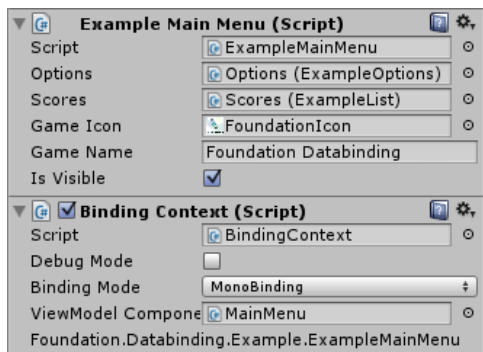 Example Main Menu (Script)
Script ExampleMainMenu
Options Options (ExampleOptions)
Scores Scores (ExampleList)
Game Icon FoundationIcon
Game Name Foundation Databinding
Is Visible
Binding Context (Script)
Script BindingContext
Debug Mode
Binding Mode MonoBinding
ViewModel Compone MainMenu
Foundation.Databinding.Example.ExampleMainMenu